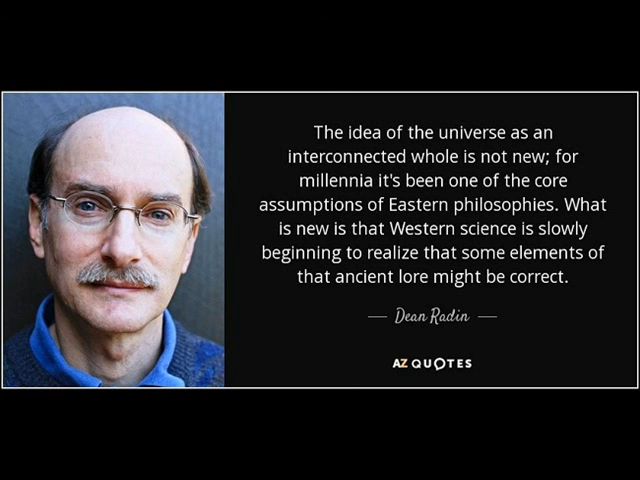 The idea of the universe as an
interconnected whole is not new; for
millennia it's been one of the core
assumptions of Eastern philosophies. What
is new is that Western science is slowly
beginning to realize that some elements of
that ancient lore might be correct.
Dean Radin
AZ QUOTES